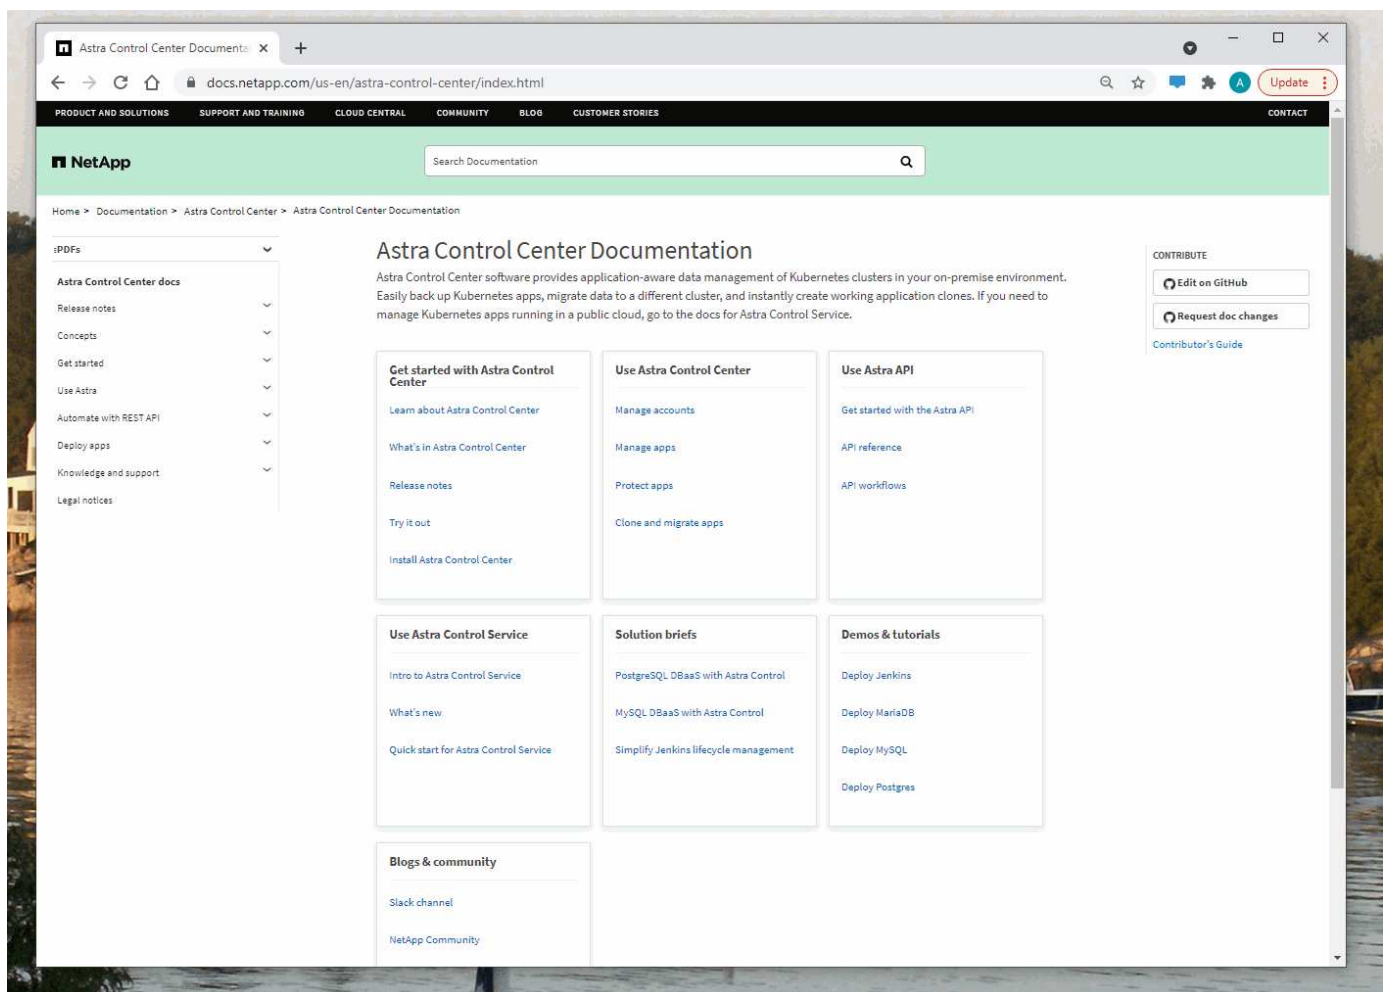 Astra Control Center Documenta
docs.netapp.com/us-en/astra-control-center/index.html
A
Update
PRODUCT AND SOLUTIONS SUPPORT AND TRAINING CLOUD CENTRAL COMMUNITY BLOG CUSTOMER STORIES CONTACT
NetApp
Search Documentation
Home > Documentation > Astra Control Center > Astra Control Center Documentation
PDFs
Astra Control Center docs
Release notes
Concepts
Get started
Use Astra
Automate with REST API
Deploy apps
Knowledge and support
Legal notices
Astra Control Center Documentation
Astra Control Center software provides application-aware data management of Kubernetes clusters in your on-premise environment.
Easily back up Kubernetes apps, migrate data to a different cluster, and instantly create working application clones. If you need to
manage Kubernetes apps running in a public cloud, go to the docs for Astra Control Service.
Get started with Astra Control
Center
Learn about Astra Control Center
What's in Astra Control Center
Release notes
Try it out
Install Astra Control Center
Use Astra Control Center
Manage accounts
Manage apps
Protect apps
Clone and migrate apps
Use Astra API
Get started with the Astra API
API reference
API workflows
Use Astra Control Service
Intro to Astra Control Service
What's new
Quick start for Astra Control Service
Solution briefs
PostgreSQL DBaaS with Astra Control
MySQL DBaaS with Astra Control
Simplify Jenkins lifecycle management
Demos & tutorials
Deploy Jenkins
Deploy MariaDB
Deploy MySQL
Deploy Postgres
Blogs & community
Slack channel
NetApp Community
CONTRIBUTE
Edit on GitHub
Request doc changes
Contributor's Guide